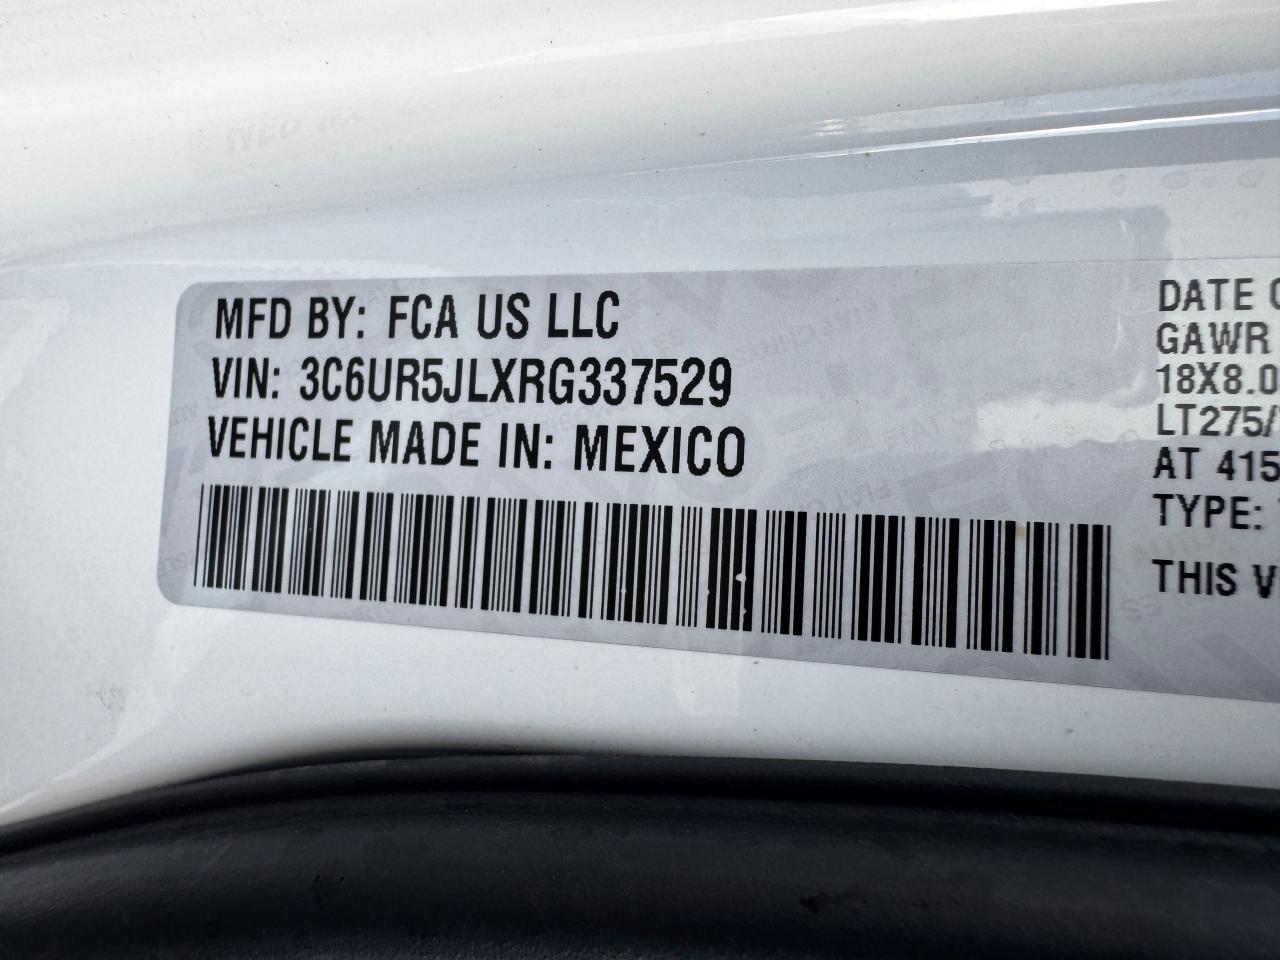 MFD BY: FCA US LLC
VIN: 3C6UR5JLXRG337529
VEHICLE MADE IN: MEXICO
DATE
GAWR
18X8.0
LT275/
AT 415
TYPE:
THIS V